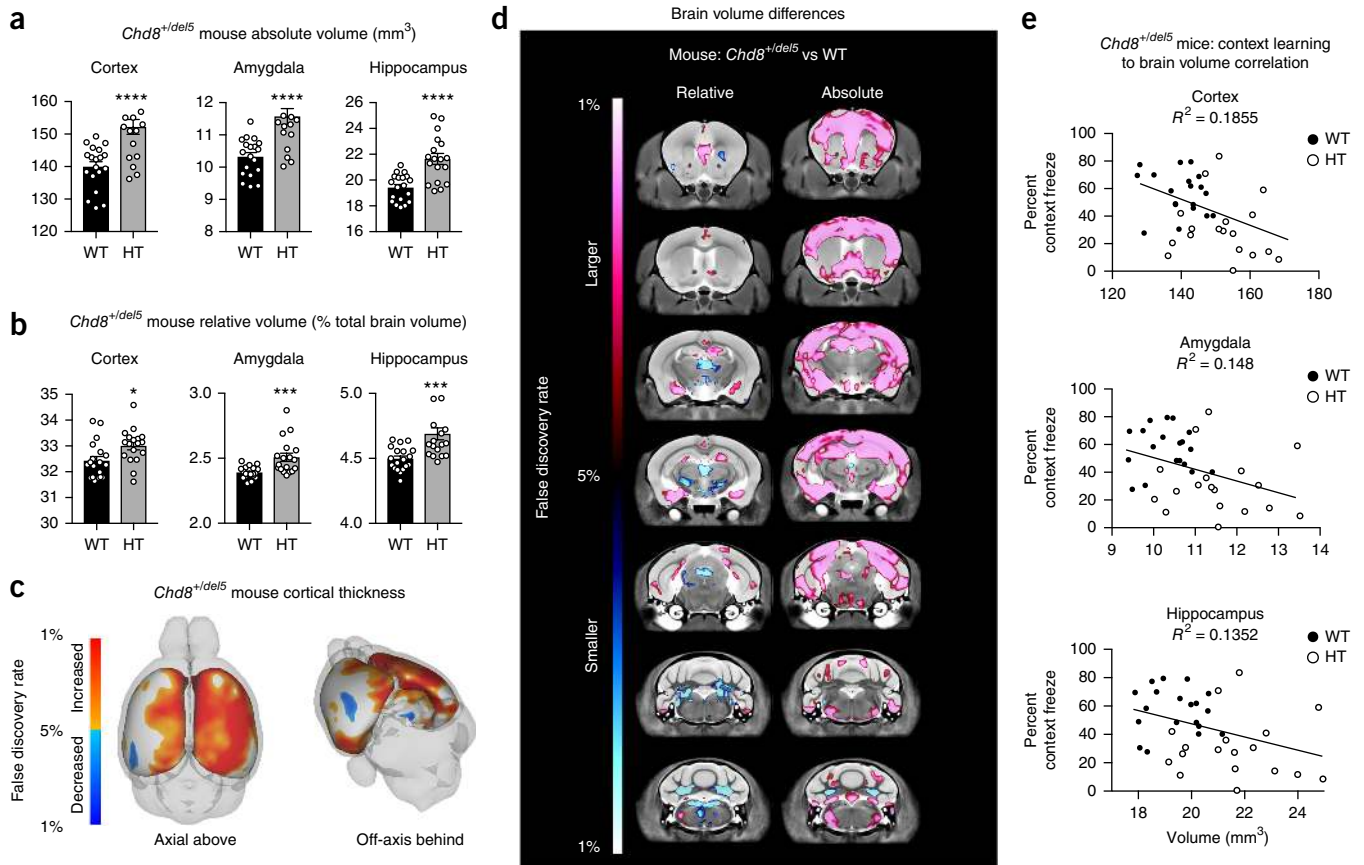 a
Chd8+/del5 mouse absolute volume (mm3)
Cortex Amygdala Hippocampus
**** **** ****
160
150
140
130
120
WT HT
12
11
10
9
8
WT HT
26
24
22
20
18
16
WT HT
b
Chd8+/del5 mouse relative volume (% total brain volume)
Cortex Amygdala Hippocampus
* *** ***
35
34
33
32
31
30
WT HT
3.0
2.5
2.0
WT HT
5.0
4.5
4.0
WT HT
c
Chd8+/del5 mouse cortical thickness
False discovery rate
1%
Increased
5%
Decreased
1%
Axial above Off-axis behind
d
Brain volume differences
Mouse: Chd8+/del5 vs WT
Relative Absolute
1%
Larger
False discovery rate
5%
Smaller
1%
e
Chd8+/del5 mice: context learning
to brain volume correlation
Cortex
R2 = 0.1855
WT
HT
Percent
context freeze
100
80
60
40
20
0
120 140 160 180
Amygdala
R2 = 0.148
WT
HT
Percent
context freeze
100
80
60
40
20
0
9 10 11 12 13 14
Hippocampus
R2 = 0.1352
WT
HT
Percent
context freeze
100
80
60
40
20
0
18 20 22 24
Volume (mm3)